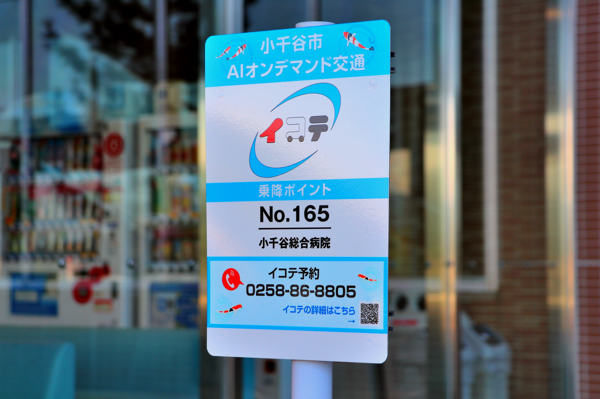 小千谷市
AIオンデマンド交通
イコテ
乗降ポイント
No.165
小千谷総合病院
イコテ予約
0258-86-8805
イコテの詳細はこちら
→